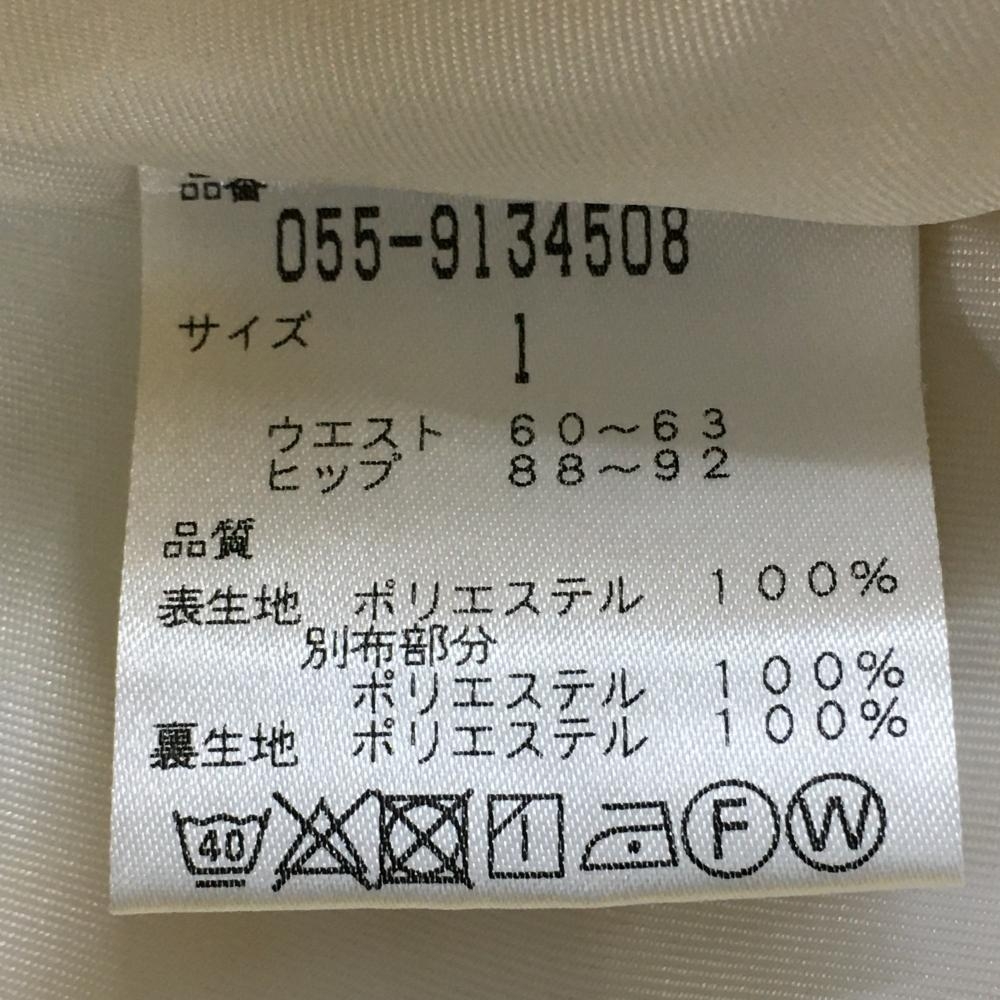 品番
055-9134508
サイズ 1
ウエスト 60～63
ヒップ 88～92
品質
表生地 ポリエステル 100%
別布部分
ポリエステル 100%
裏生地 ポリエステル 100%
40 F W